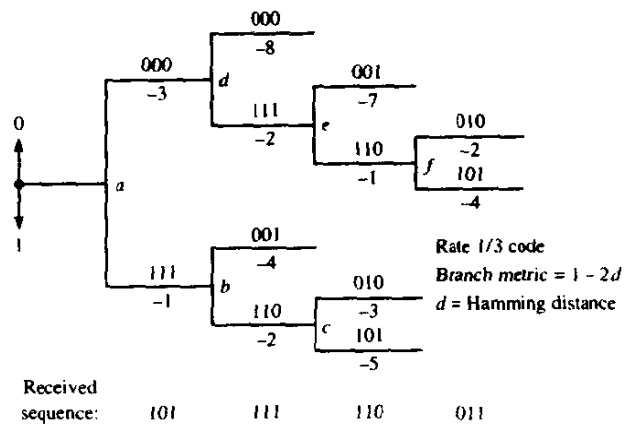 000
-8
000
-3
d
001
-7
111
-2
e
010
-2
110
-1
f
101
-4
0
a
1
001
-4
111
-1
b
010
-3
110
-2
c
101
-5
Rate 1/3 code
Branch metric = 1 - 2d
d = Hamming distance
Received
sequence: 101 111 110 011